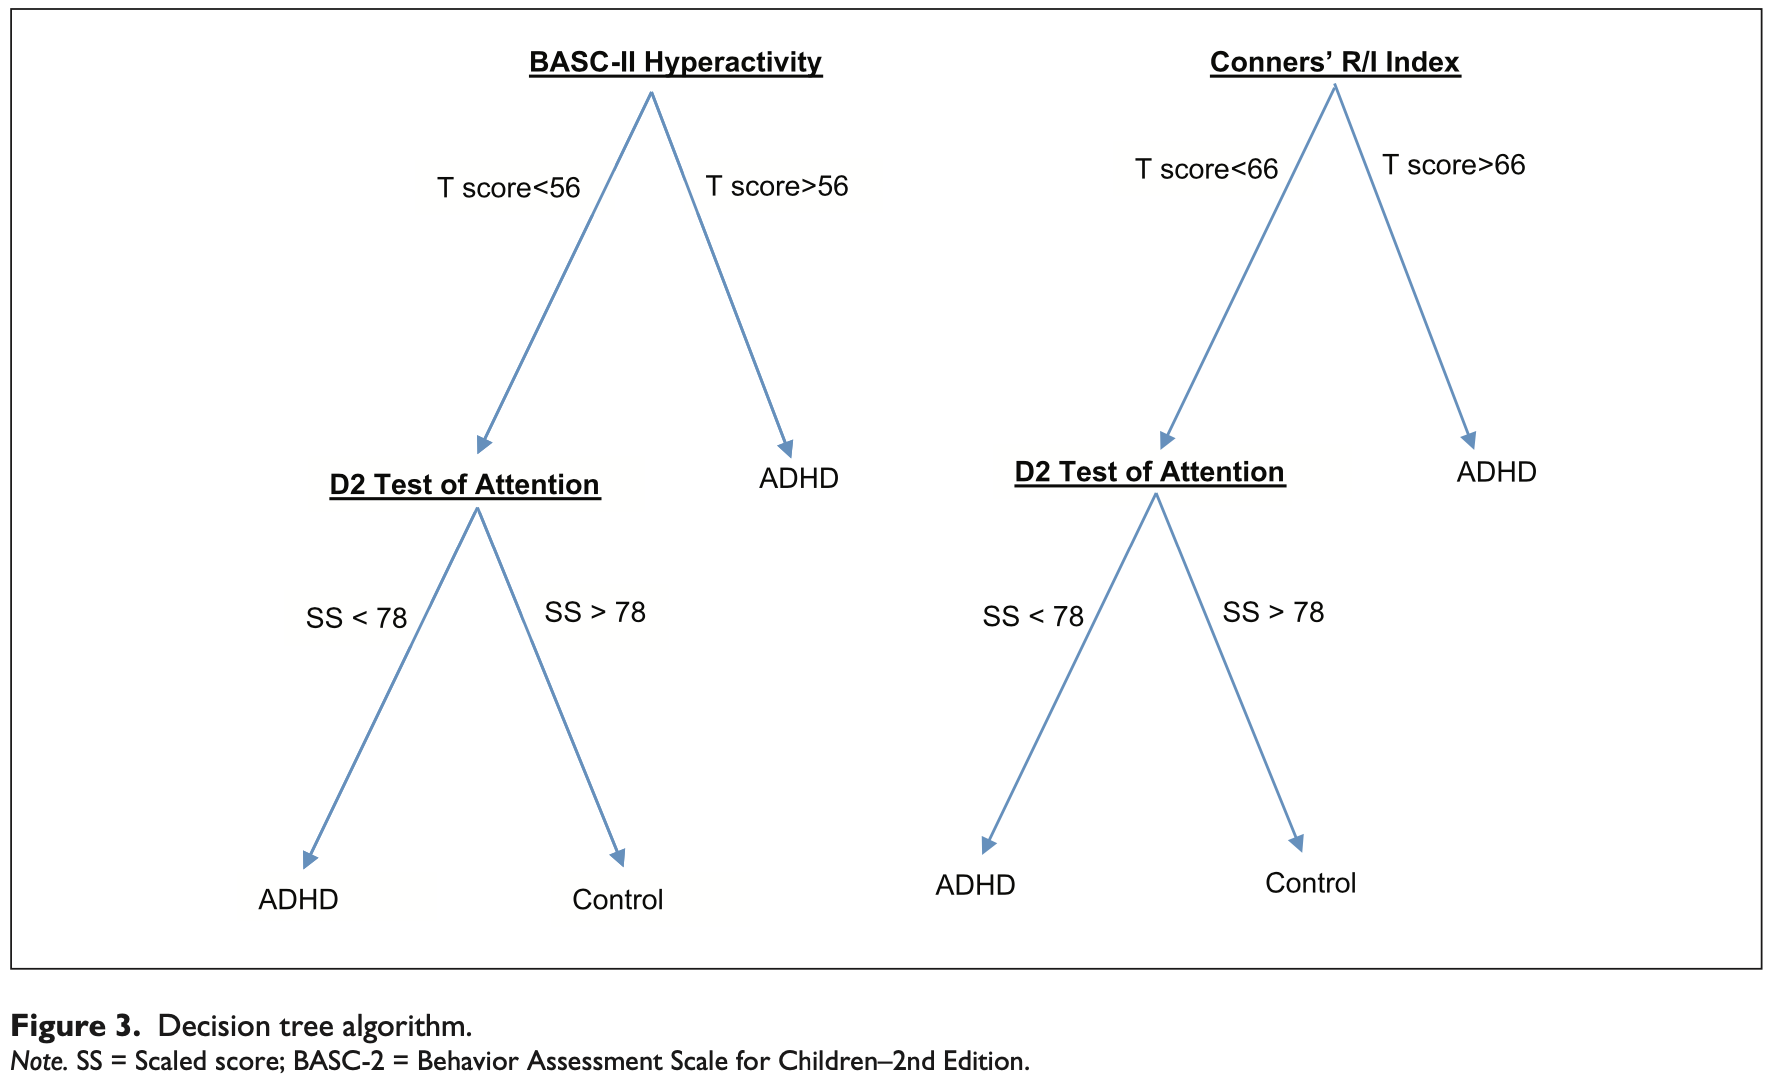 BASC-II Hyperactivity
T score<56
T score>56
D2 Test of Attention
ADHD
SS < 78
SS > 78
ADHD
Control
Conners’ R/I Index
T score<66
T score>66
D2 Test of Attention
ADHD
SS < 78
SS > 78
ADHD
Control
Figure 3. Decision tree algorithm.
Note. SS = Scaled score; BASC-2 = Behavior Assessment Scale for Children–2nd Edition.